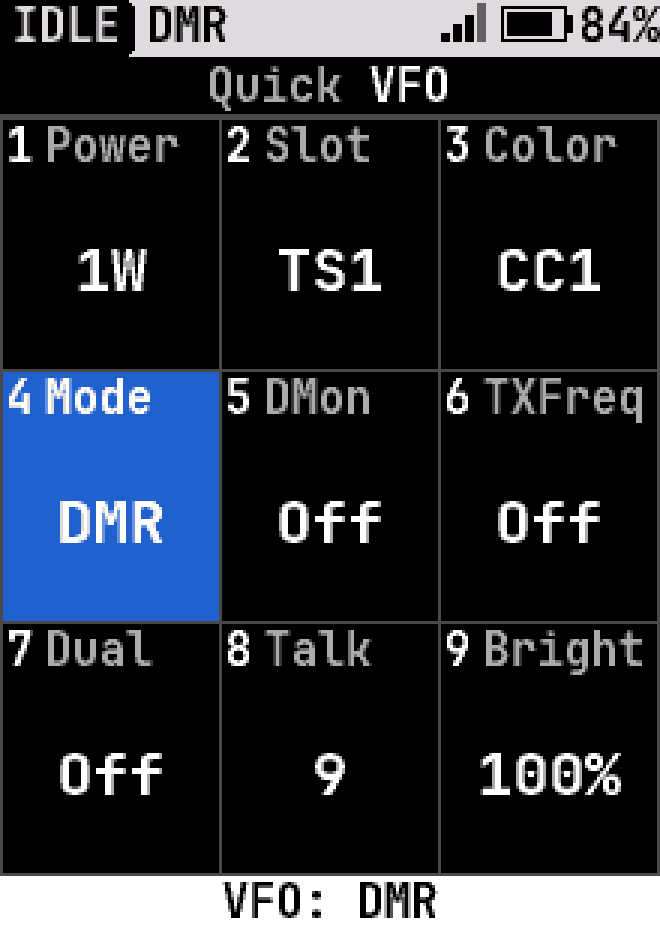 IDLE DMR 84%
Quick VFO
1 Power 2 Slot 3 Color
1W TS1 CC1
4 Mode 5 DMon 6 TXFreq
DMR Off Off
7 Dual 8 Talk 9 Bright
Off 9 100%
VFO: DMR